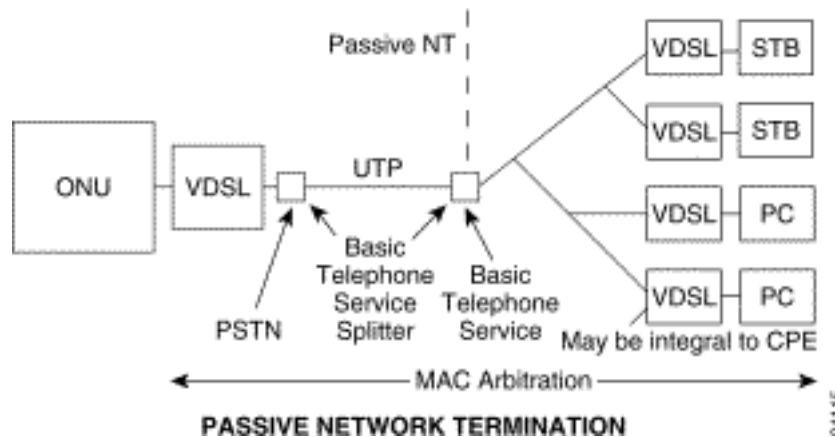 Passive NT
VDSL
STB
VDSL
STB
ONU
VDSL
UTP
VDSL
PC
VDSL
PC
PSTN
Basic
Telephone
Service
Splitter
Basic
Telephone
Service
May be integral to CPE
MAC Arbitration
PASSIVE NETWORK TERMINATION